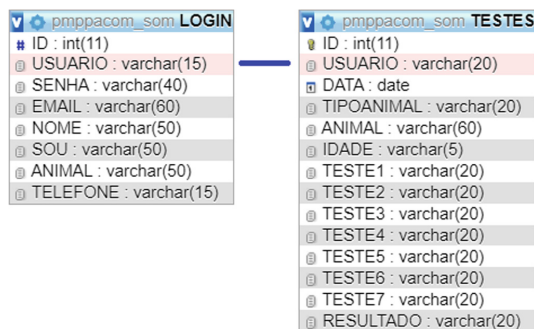 pmppacom_som LOGIN
ID : int(11)
USUARIO : varchar(15)
SENHA : varchar(40)
EMAIL : varchar(60)
NOME : varchar(50)
SOU : varchar(50)
ANIMAL : varchar(50)
TELEFONE : varchar(15)
pmppacom_som TESTES
ID : int(11)
USUARIO : varchar(20)
DATA : date
TIPOANIMAL : varchar(20)
ANIMAL : varchar(60)
IDADE : varchar(5)
TESTE1 : varchar(20)
TESTE2 : varchar(20)
TESTE3 : varchar(20)
TESTE4 : varchar(20)
TESTE5 : varchar(20)
TESTE6 : varchar(20)
TESTE7 : varchar(20)
RESULTADO : varchar(20)